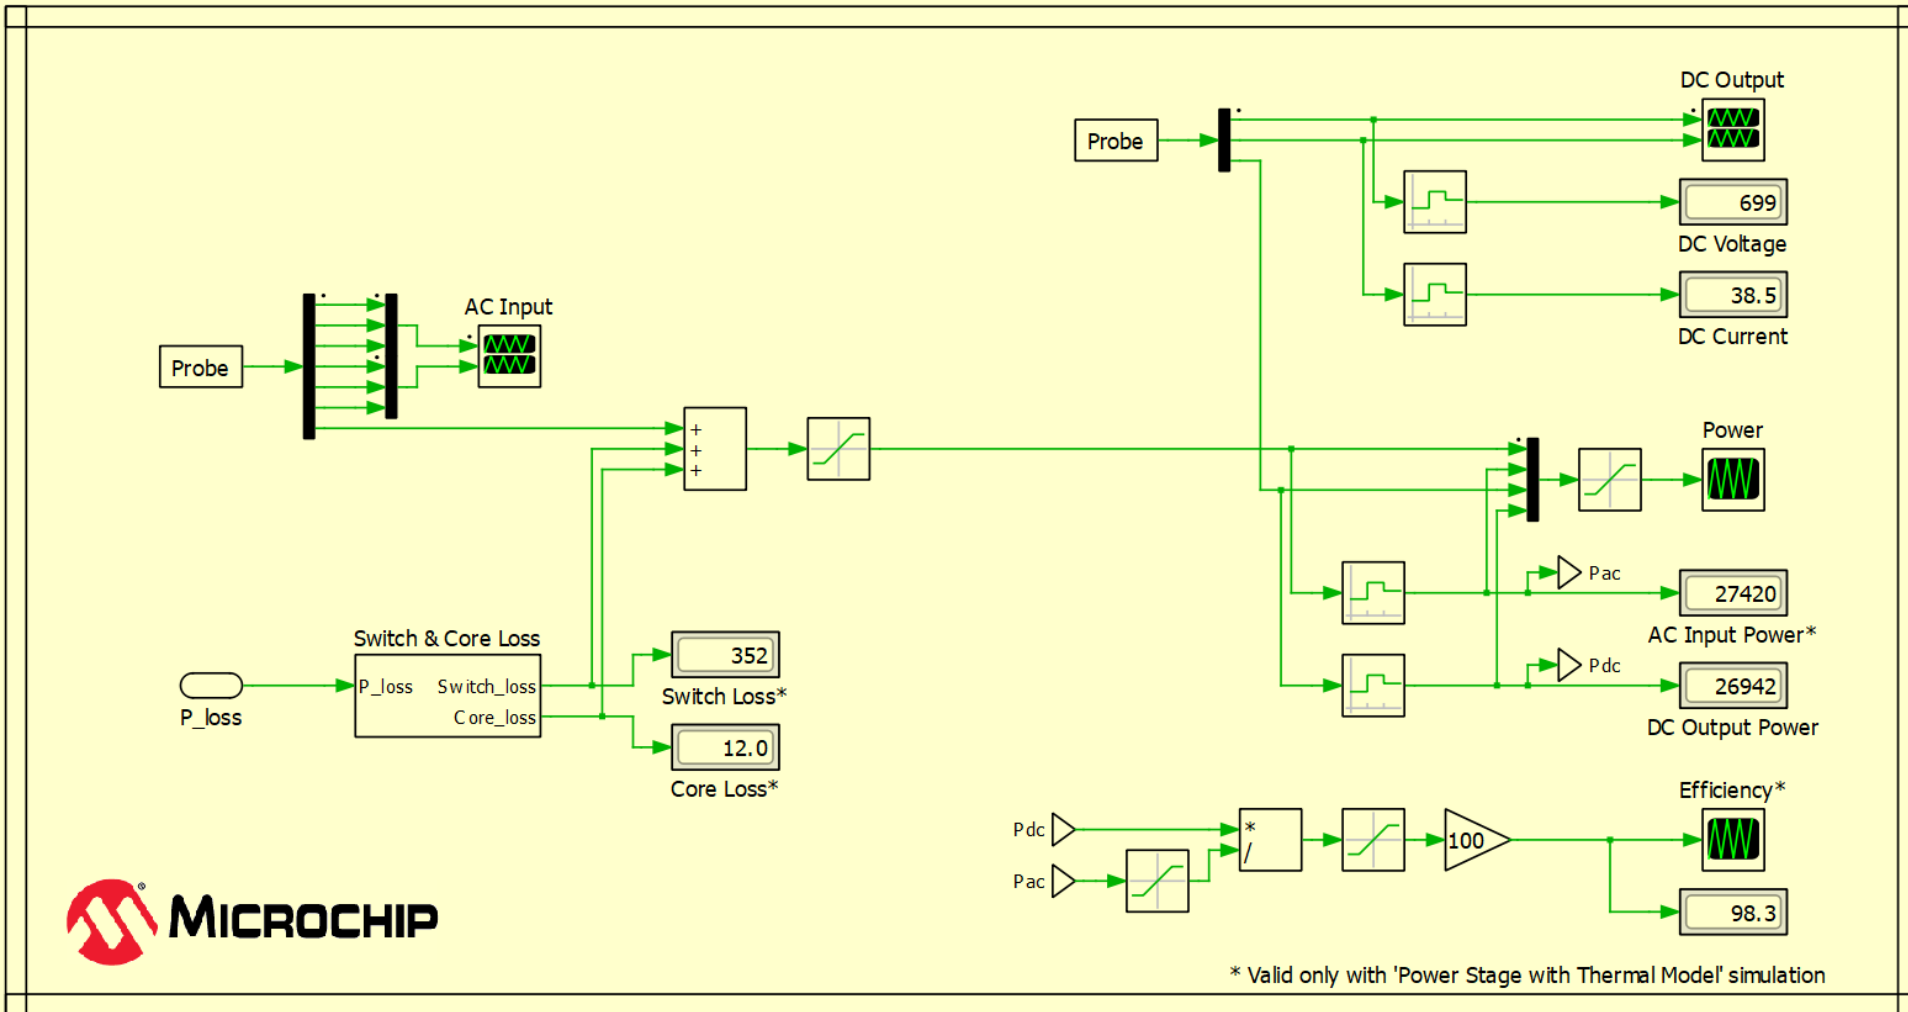 DC Output
Probe
699
DC Voltage
38.5
DC Current
AC Input
Probe
+
+
+
Power
Pac
27420
AC Input Power*
Switch & Core Loss
P_loss
P_loss
Switch_loss
Core_loss
352
Switch Loss*
12.0
Core Loss*
Pdc
26942
DC Output Power
Efficiency*
Pdc
Pac
*
/
100
98.3
MICROCHIP
®
* Valid only with 'Power Stage with Thermal Model' simulation